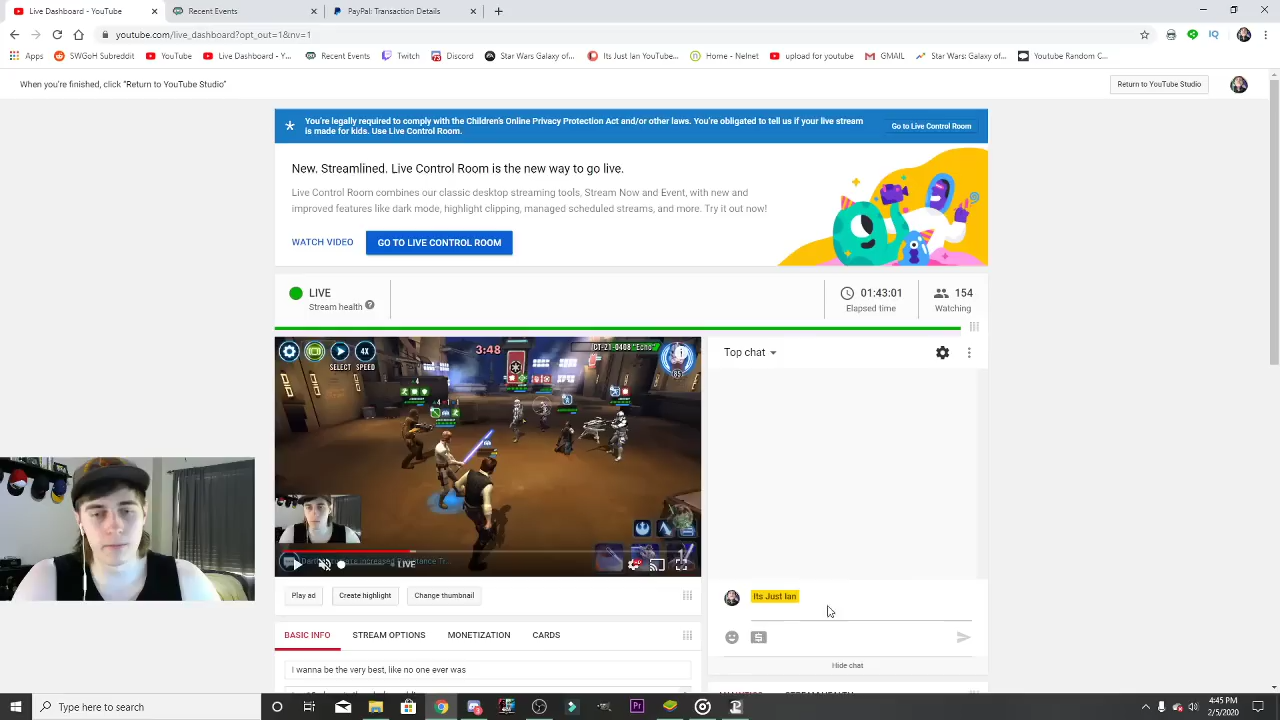 Live Dashboard - YouTube
Recent Events
PayPal Transaction Details
youtube.com/live_dashboard?opt_out=1&nv=1
Apps
SWGoH Subreddit
YouTube
Live Dashboard - Y...
Recent Events
Twitch
Discord
Star Wars Galaxy of...
Its Just Ian YouTube...
Home - Nelnet
upload for youtube
GMAIL
Star Wars: Galaxy of...
Youtube Random C...
When you're finished, click "Return to YouTube Studio"
Return to YouTube Studio
You're legally required to comply with the Children's Online Privacy Protection Act and/or other laws. You're obligated to tell us if your live stream
is made for kids. Use Live Control Room.
Go to Live Control Room
New. Streamlined. Live Control Room is the new way to go live.
Live Control Room combines our classic desktop streaming tools, Stream Now and Event, with new and
improved features like dark mode, highlight clipping, managed scheduled streams, and more. Try it out now!
WATCH VIDEO
GO TO LIVE CONTROL ROOM
LIVE
Stream health
01:43:01
Elapsed time
154
Watching
4X
SELECT SPEED
3:48
CT-21-0408 "Echo"
85
Top chat
LIVE
Its Just Ian
Play ad
Create highlight
Change thumbnail
Hide chat
BASIC INFO
STREAM OPTIONS
MONETIZATION
CARDS
I wanna be the very best, like no one ever was
Type here to search
4:45 PM
2/5/2020